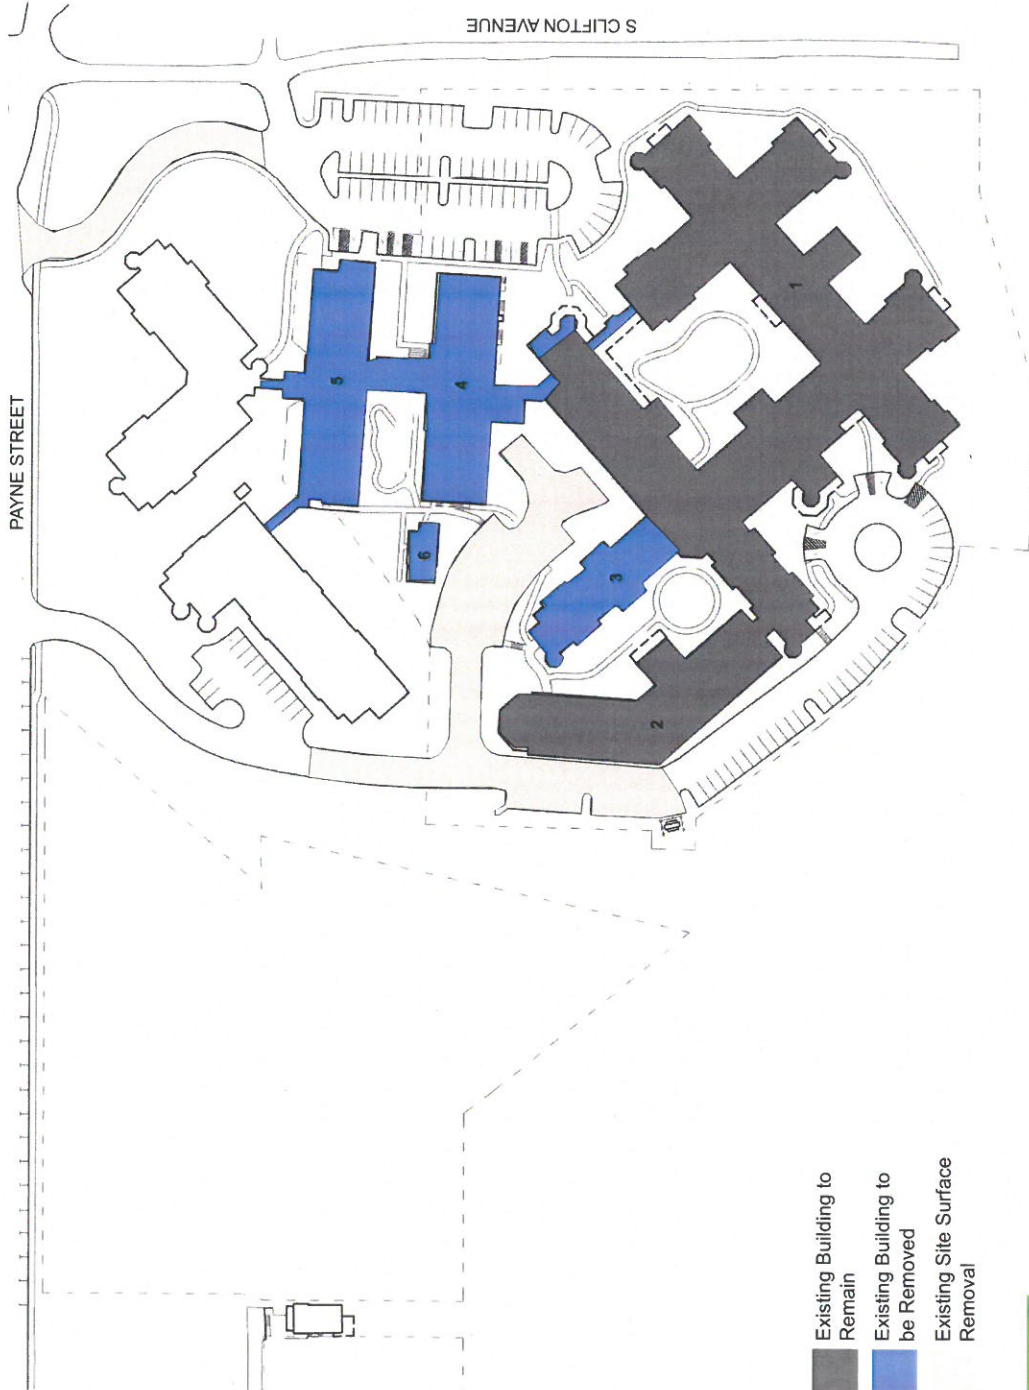 S CLIFTON AVENUE
PAYNE STREET
1
5
4
6
3
2
Existing Building to
Remain
Existing Building to
be Removed
Existing Site Surface
Removal